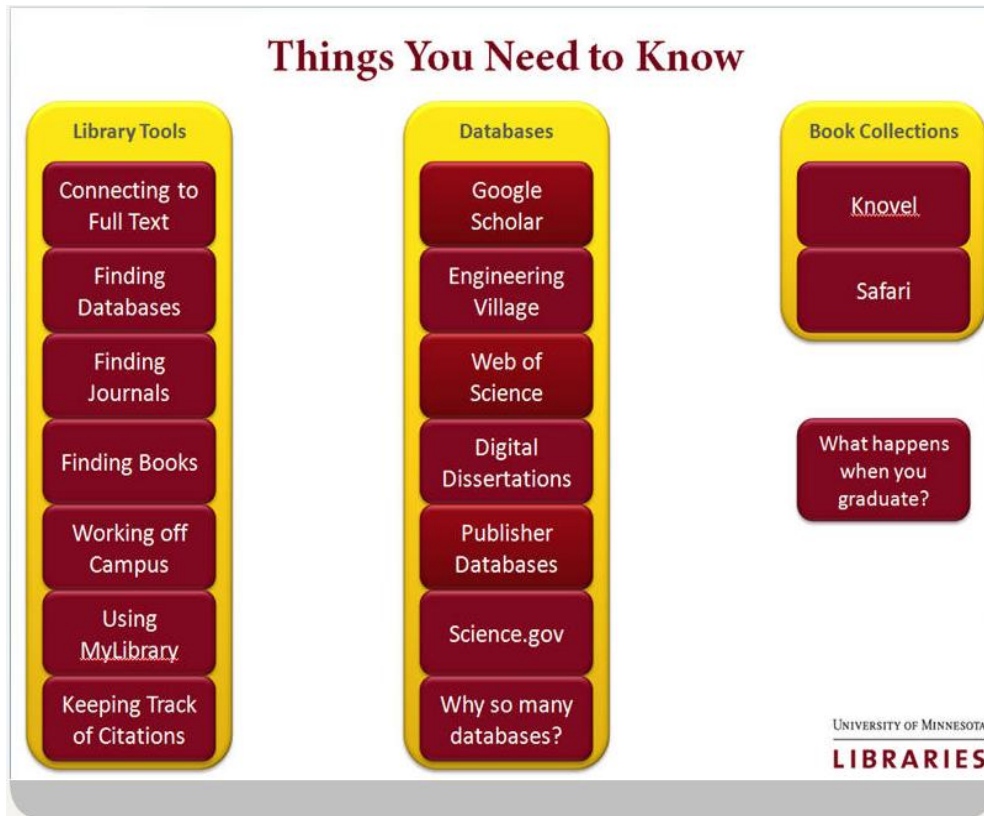 Things You Need to Know
Library Tools
Connecting to
Full Text
Finding
Databases
Finding
Journals
Finding Books
Working off
Campus
Using
MyLibrary
Keeping Track
of Citations
Databases
Google
Scholar
Engineering
Village
Web of
Science
Digital
Dissertations
Publisher
Databases
Science.gov
Why so many
databases?
Book Collections
Knovel
Safari
What happens
when you
graduate?
UNIVERSITY OF MINNESOTA
LIBRARIES